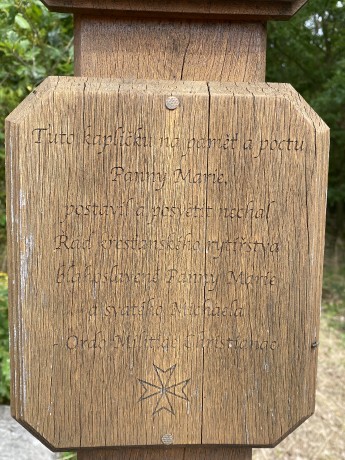 Tuto kapličku na paměť a poctu
Panny Marie,
postavil a posvětit nechal
Řád křesťanského rytířstva
blahoslavené Panny Marie
a svatého Michaela
- Ordo Militiae Christianae